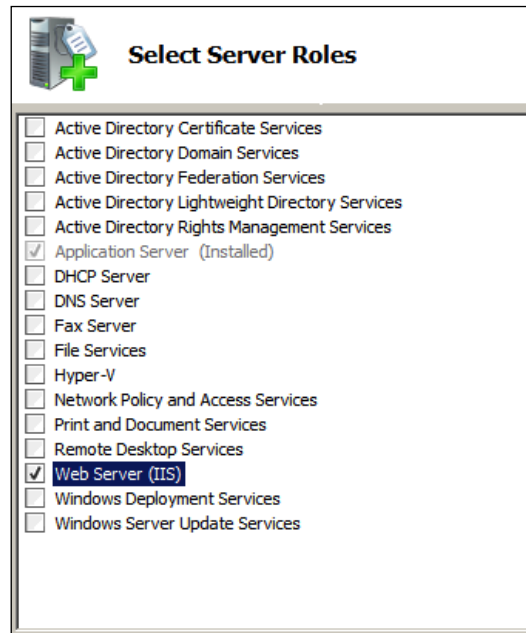 Select Server Roles
Active Directory Certificate Services
Active Directory Domain Services
Active Directory Federation Services
Active Directory Lightweight Directory Services
Active Directory Rights Management Services
Application Server (Installed)
DHCP Server
DNS Server
Fax Server
File Services
Hyper-V
Network Policy and Access Services
Print and Document Services
Remote Desktop Services
Web Server (IIS)
Windows Deployment Services
Windows Server Update Services